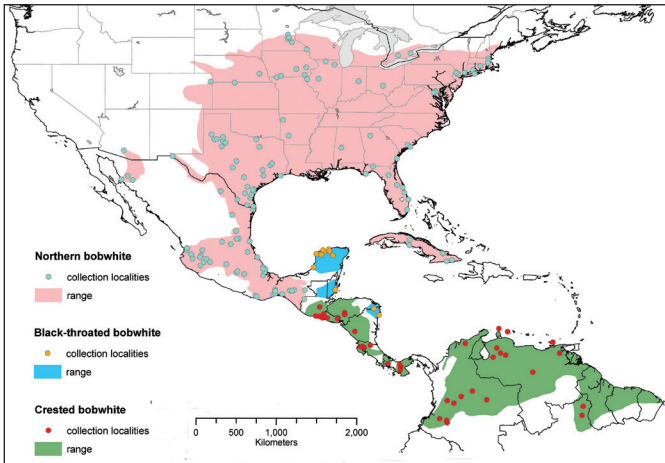 Northern bobwhite
collection localities
range
Black-throated bobwhite
collection localities
range
Crested bobwhite
collection localities
range
0 500 1,000 2,000
Kilometers